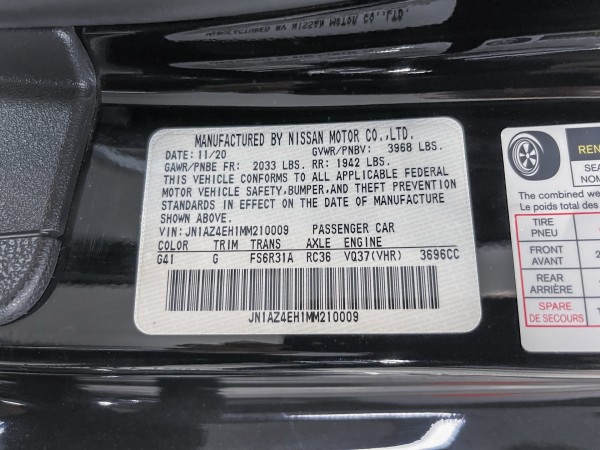 MANUFACTURED BY NISSAN MOTOR CO.,LTD.
DATE: 11/20 GVWR/PNBV: 3968 LBS.
GAWR/PNBE FR: 2033 LBS. RR: 1942 LBS.
THIS VEHICLE CONFORMS TO ALL APPLICABLE FEDERAL
MOTOR VEHICLE SAFETY, BUMPER, AND THEFT PREVENTION
STANDARDS IN EFFECT ON THE DATE OF MANUFACTURE
SHOWN ABOVE.
VIN: JN1AZ4EH1MM210009 PASSENGER CAR
COLOR TRIM TRANS AXLE ENGINE
G41 G FS6R31A RC36 VQ37(VHR) 3696CC
JN1AZ4EH1MM210009
The combined we
Le poids total des
TIRE
PNEU
FRONT
AVANT
REAR
ARRIÈRE
SPARE
DE SECOURS